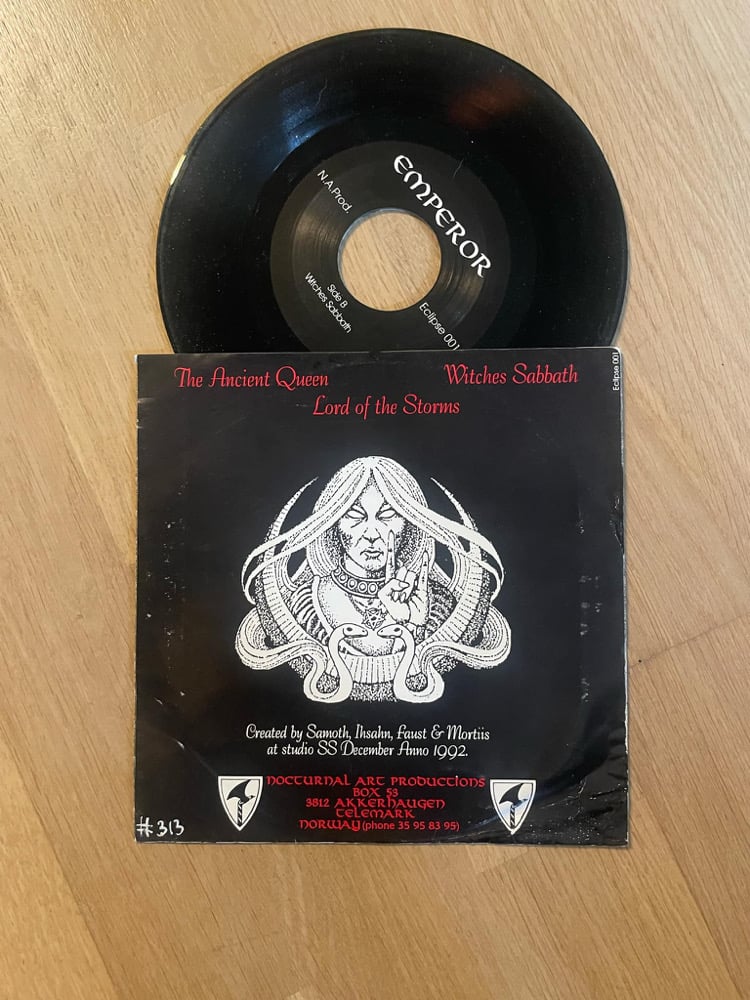 EMPEROR
N.A.Prod.
Eclipse 001
Side B
Witches Sabbath
Eclipse 001
The Ancient Queen
Witches Sabbath
Lord of the Storms
Created by Samoth, Ihsahn, Faust & Mortiis
at studio SS December Anno 1992.
NOCTURNAL ART PRODUCTIONS
BOX 53
3812 AKKERHAUGEN
TELEMARK
NORWAY (phone 35 95 83 95)
#313